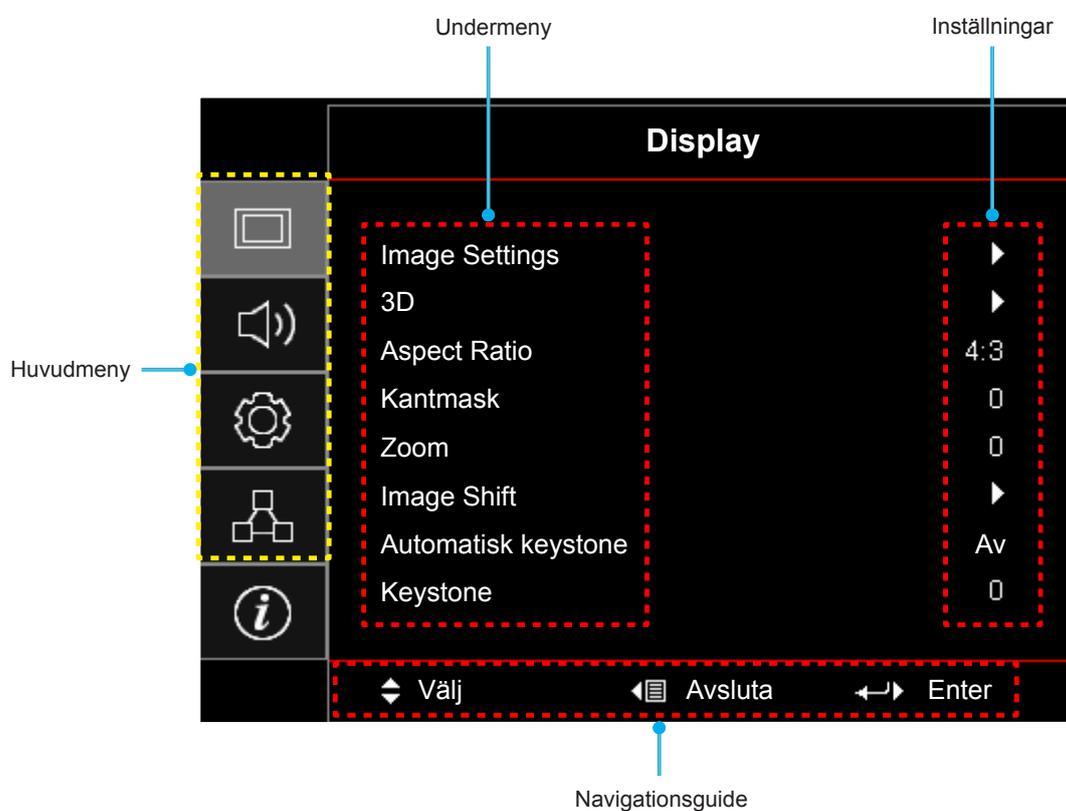 Undermeny
Inställningar
Display
Huvudmeny
Image Settings
3D
Aspect Ratio 4:3
Kantmask 0
Zoom 0
Image Shift
Automatisk keystone Av
Keystone 0
Välj Avsluta Enter
Navigationsguide